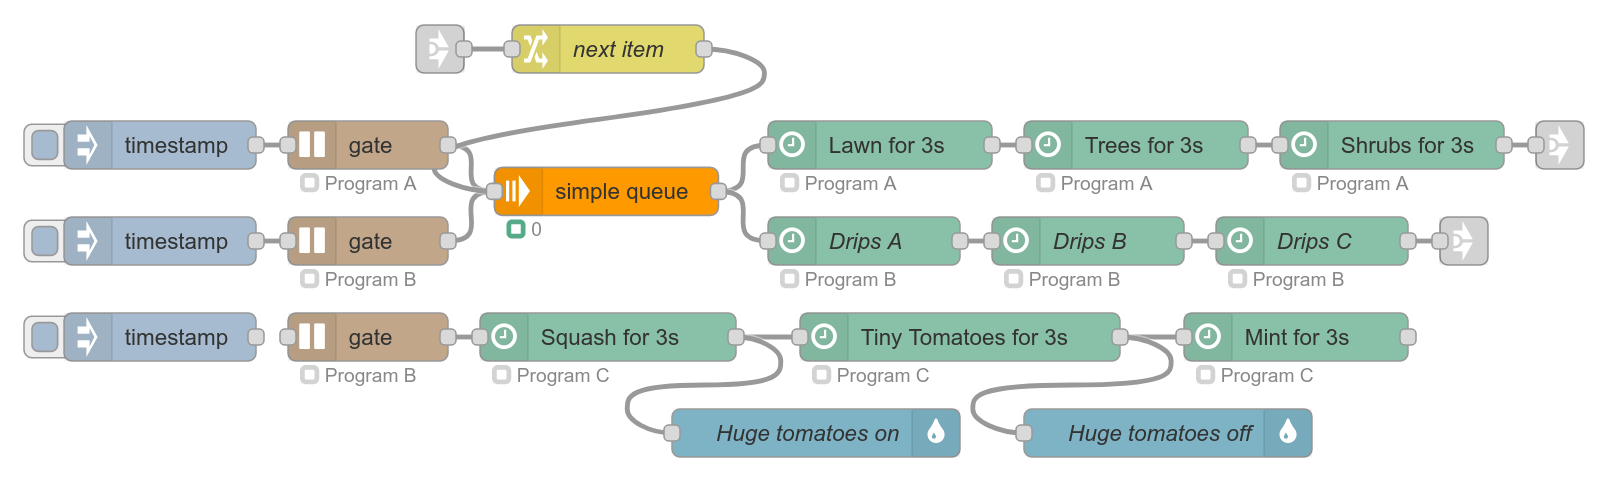 next item
timestamp
gate
Program A
simple queue
0
Lawn for 3s
Program A
Trees for 3s
Program A
Shrubs for 3s
Program A
timestamp
gate
Program B
Drips A
Program B
Drips B
Program B
Drips C
Program B
timestamp
gate
Program B
Squash for 3s
Program C
Tiny Tomatoes for 3s
Program C
Mint for 3s
Program C
Huge tomatoes on
Huge tomatoes off